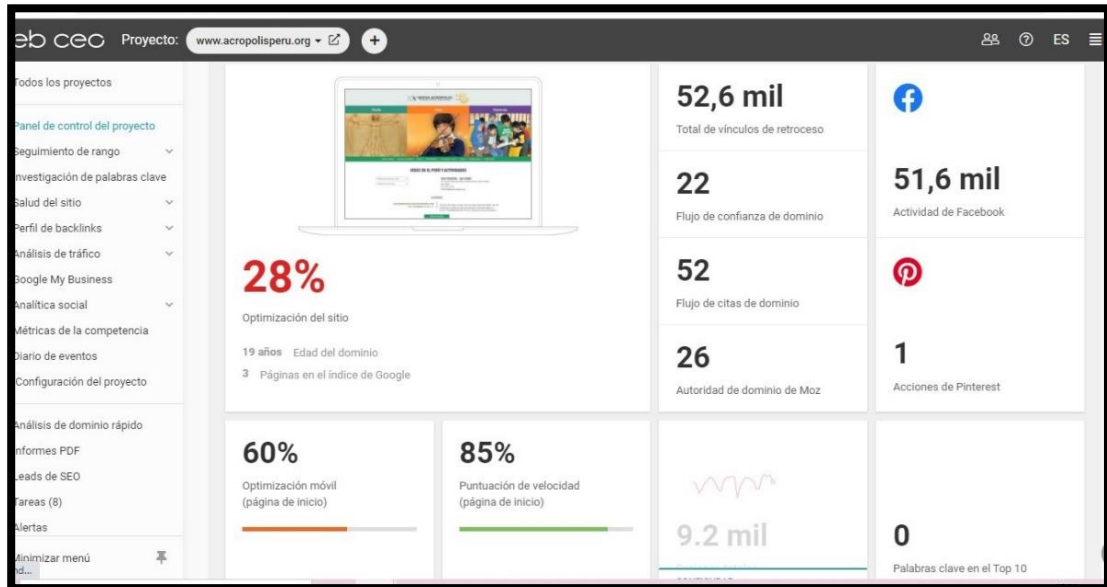 eb ceo Proyecto: www.acropolisperu.org + ES
Todos los proyectos
Panel de control del proyecto
Seguimiento de rango
Investigación de palabras clave
Salud del sitio
Perfil de backlinks
Análisis de tráfico
Google My Business
Analítica social
Métricas de la competencia
Diario de eventos
Configuración del proyecto
Análisis de dominio rápido
Informes PDF
Leads de SEO
Tareas (8)
Alertas
Minimizar menú
28%
Optimización del sitio
19 años Edad del dominio
3 Páginas en el índice de Google
52,6 mil
Total de vínculos de retroceso
22
Flujo de confianza de dominio
52
Flujo de citas de dominio
26
Autoridad de dominio de Moz
51,6 mil
Actividad de Facebook
1
Acciones de Pinterest
60%
Optimización móvil
(página de inicio)
85%
Puntuación de velocidad
(página de inicio)
9.2 mil
0
Palabras clave en el Top 10